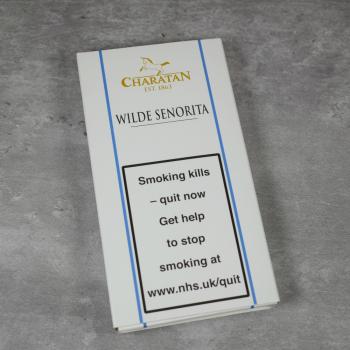 CHARATAN
EST. 1863
WILDE SENORITA
Smoking kills
– quit now
Get help
to stop
smoking at
www.nhs.uk/quit